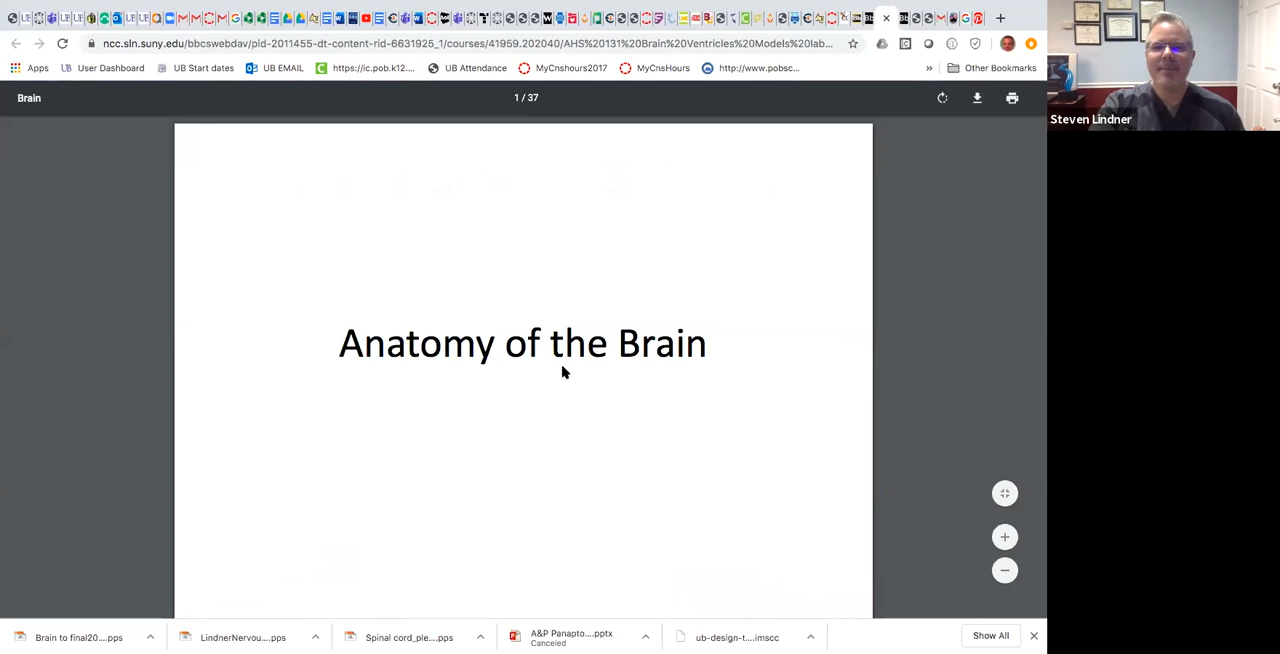 ncc.sln.suny.edu/bbcswebdav/pid-2011455-dt-content-rid-6631925_1/courses/41959.202040/AHS%20131%20Brain%20Ventricles%20Models%20lab...
Apps User Dashboard UB Start dates UB EMAIL https://ic.pob.k12.... UB Attendance MyCnshours2017 MyCnsHours http://www.pobsc... » Other Bookmarks
Brain 1 / 37
Steven Lindner
Anatomy of the Brain
Brain to final20....pps LindnerNervou....pps Spinal cord_ple....pps A&P Panapto....pptx ub-design-t....imscc Show All
Canceled